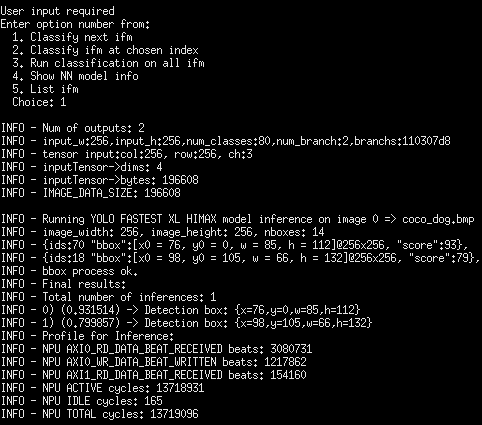 User input required
Enter option number from:
1. Classify next ifm
2. Classify ifm at chosen index
3. Run classification on all ifm
4. Show NN model info
5. List ifm
Choice: 1
INFO - Num of outputs: 2
INFO - input_w:256,input_h:256,num_classes:80,num_branch:2,branchs:110307d8
INFO - tensor input:col:256, row:256, ch:3
INFO - inputTensor->dims: 4
INFO - inputTensor->bytes: 196608
INFO - IMAGE_DATA_SIZE: 196608
INFO - Running YOLO FASTEST XL HIMAX model inference on image 0 => coco_dog.bmp
INFO - image_width: 256, image_height: 256, nboxes: 14
INFO - {ids:70 "bbox":[x0 = 76, y0 = 0, w = 85, h = 112]@256x256, "score":93},
INFO - {ids:18 "bbox":[x0 = 98, y0 = 105, w = 66, h = 132]@256x256, "score":79},
INFO - bbox process ok.
INFO - Final results:
INFO - Total number of inferences: 1
INFO - 0) (0.931514) -> Detection box: {x=76,y=0,w=85,h=112}
INFO - 1) (0.799857) -> Detection box: {x=98,y=105,w=66,h=132}
INFO - Profile for Inference:
INFO - NPU AXI0_RD_DATA_BEAT_RECEIVED beats: 3080731
INFO - NPU AXI0_WR_DATA_BEAT_WRITTEN beats: 1217862
INFO - NPU AXI1_RD_DATA_BEAT_RECEIVED beats: 154160
INFO - NPU ACTIVE cycles: 13718931
INFO - NPU IDLE cycles: 165
INFO - NPU TOTAL cycles: 13719096